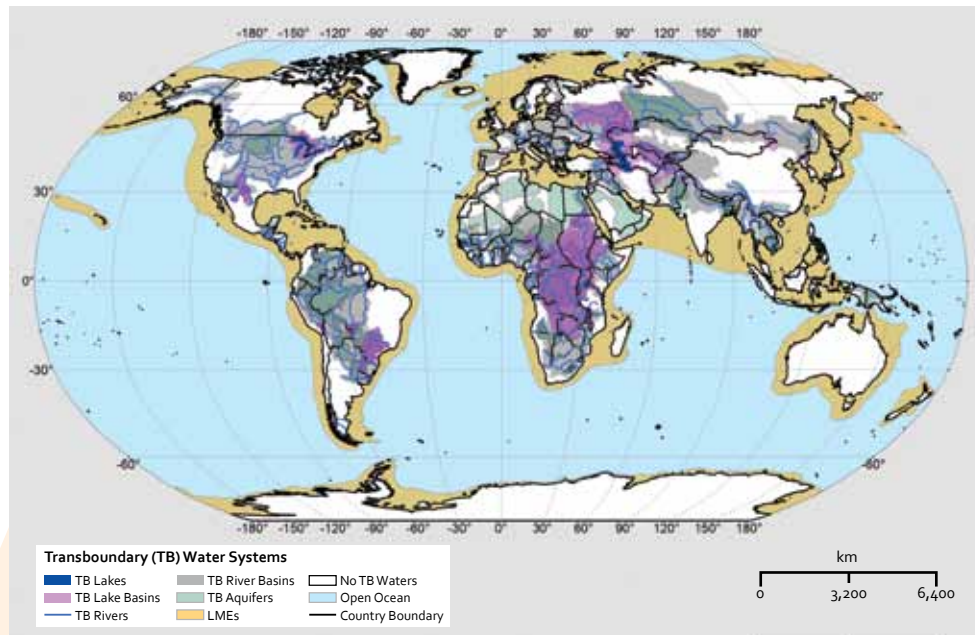 -180° -150° -120° -90° -60° -30° 0° 30° 60° 90° 120° 150° 180°
60° 60°
30° 30°
0° 0°
-30° -30°
-60° -60°
-180° -150° -120° -90° -60° -30° 0° 30° 60° 90° 120° 150° 180°
Transboundary (TB) Water Systems
TB Lakes
TB Lake Basins
TB Rivers
TB River Basins
TB Aquifers
LMEs
No TB Waters
Open Ocean
Country Boundary
km
0 3,200 6,400